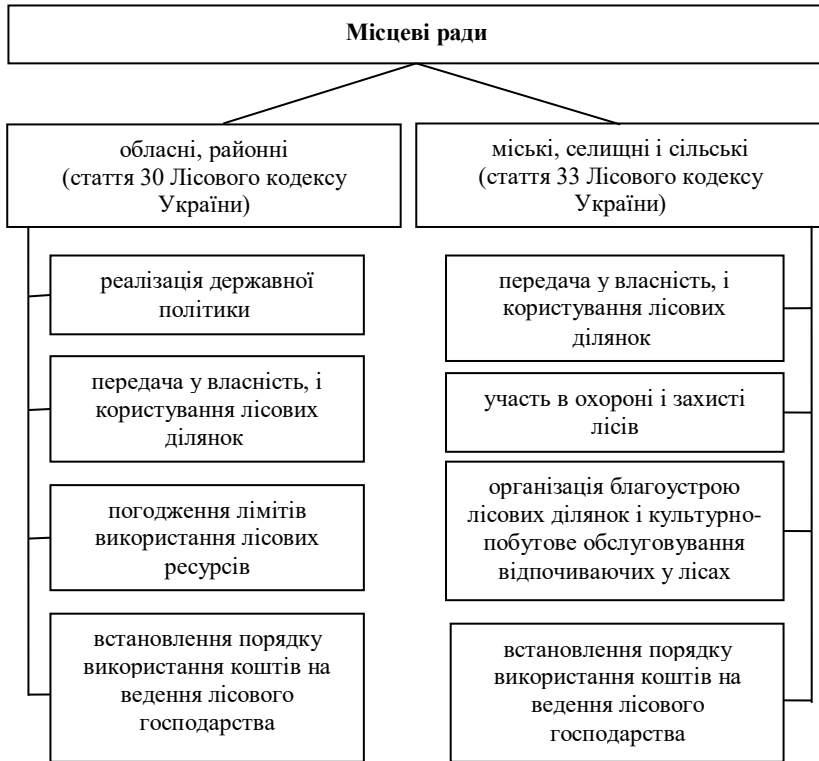 Місцеві ради
обласні, районні
(стаття 30 Лісового кодексу
України)
реалізація державної
політики
передача у власність, і
користування лісових
ділянок
погодження лімітів
використання лісових
ресурсів
встановлення порядку
використання коштів на
ведення лісового
господарства
міські, селищні і сільські
(стаття 33 Лісового кодексу
України)
передача у власність, і
користування лісових
ділянок
участь в охороні і захисті
лісів
організація благоустрою
лісових ділянок і культурно-
побутове обслуговування
відпочиваючих у лісах
встановлення порядку
використання коштів на
ведення лісового
господарства